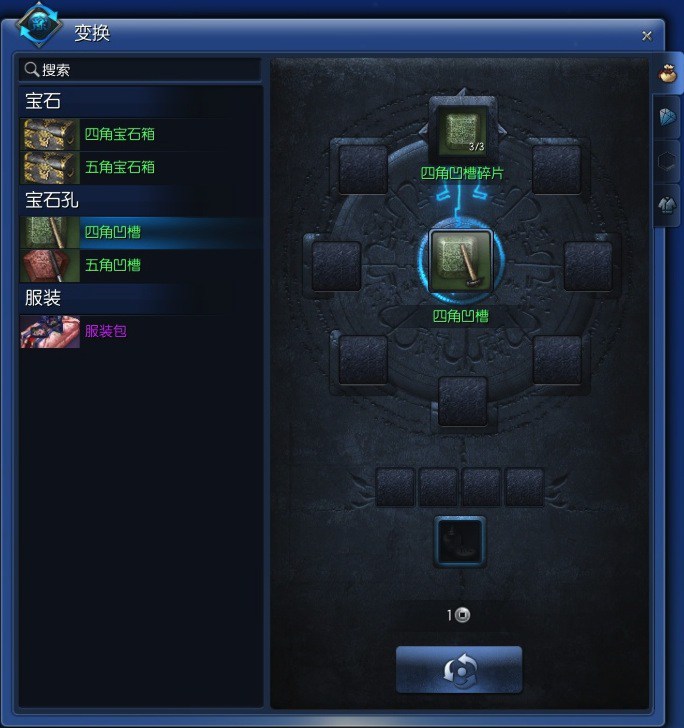 变换
搜索
宝石
四角宝石箱
五角宝石箱
宝石孔
四角凹槽
五角凹槽
服装
服装包
3/3
四角凹槽碎片
四角凹槽
1